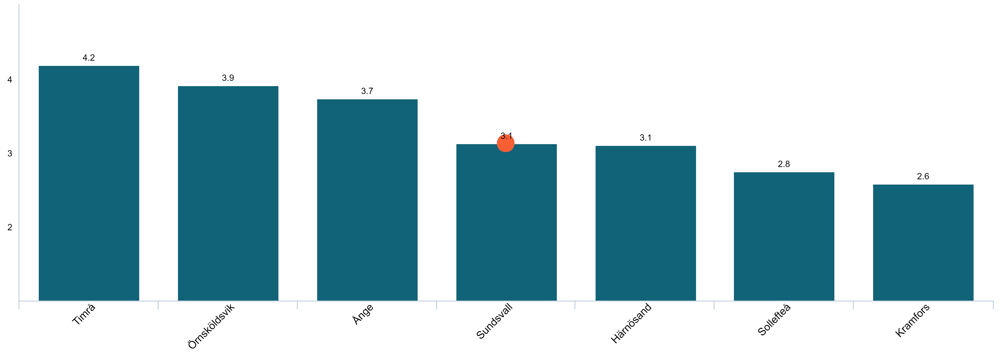 4.2
3.9
3.7
3.1
3.1
2.8
2.6
4
3
2
Timrå
Örnsköldsvik
Ånge
Sundsvall
Härnösand
Sollefteå
Kramfors